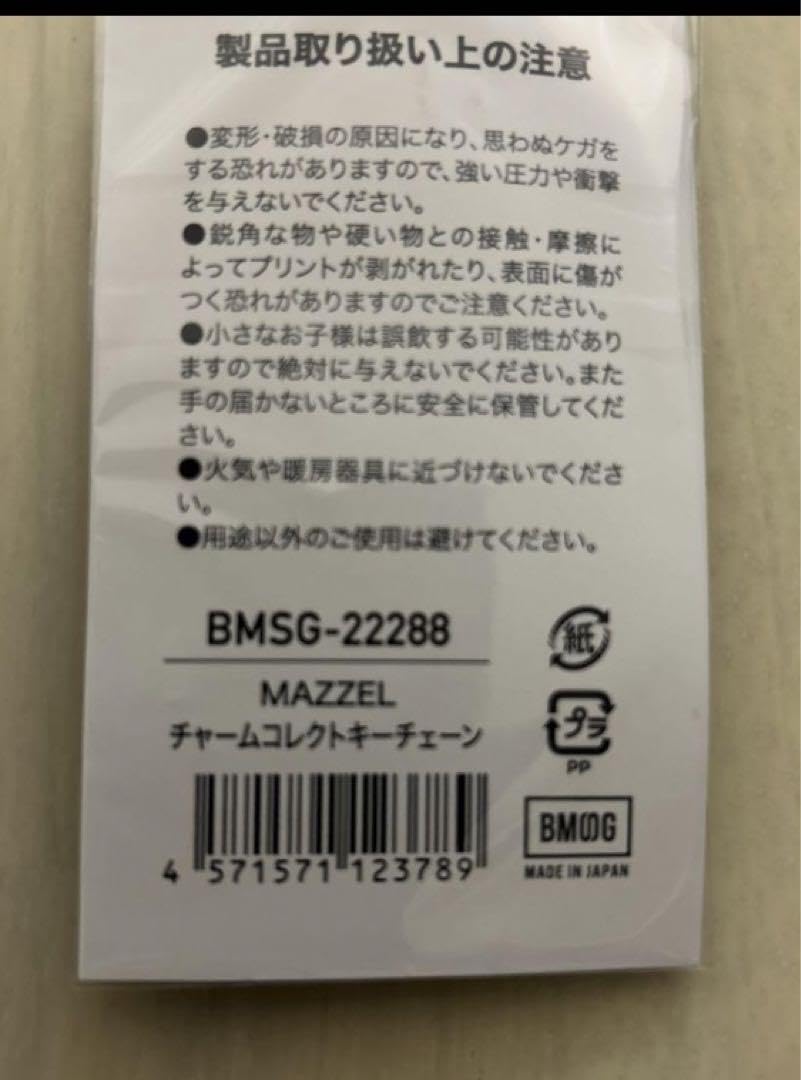 製品取り扱い上の注意
●変形・破損の原因になり、思わぬケガを
する恐れがありますので、強い圧力や衝撃
を与えないでください。
●鋭角な物や硬い物との接触・摩擦に
よってプリントが剥がれたり、表面に傷が
つく恐れがありますのでご注意ください。
●小さなお子様は誤飲する可能性があり
ますので絶対に与えないでください。また
手の届かないところに安全に保管してくだ
さい。
●火気や暖房器具に近づけないでくださ
い。
●用途以外のご使用は避けてください。
BMSG-22288
MAZZEL
チャームコレクトキーチェーン
4 571571 123789
紙
プラ
PP
BMSG
MADE IN JAPAN